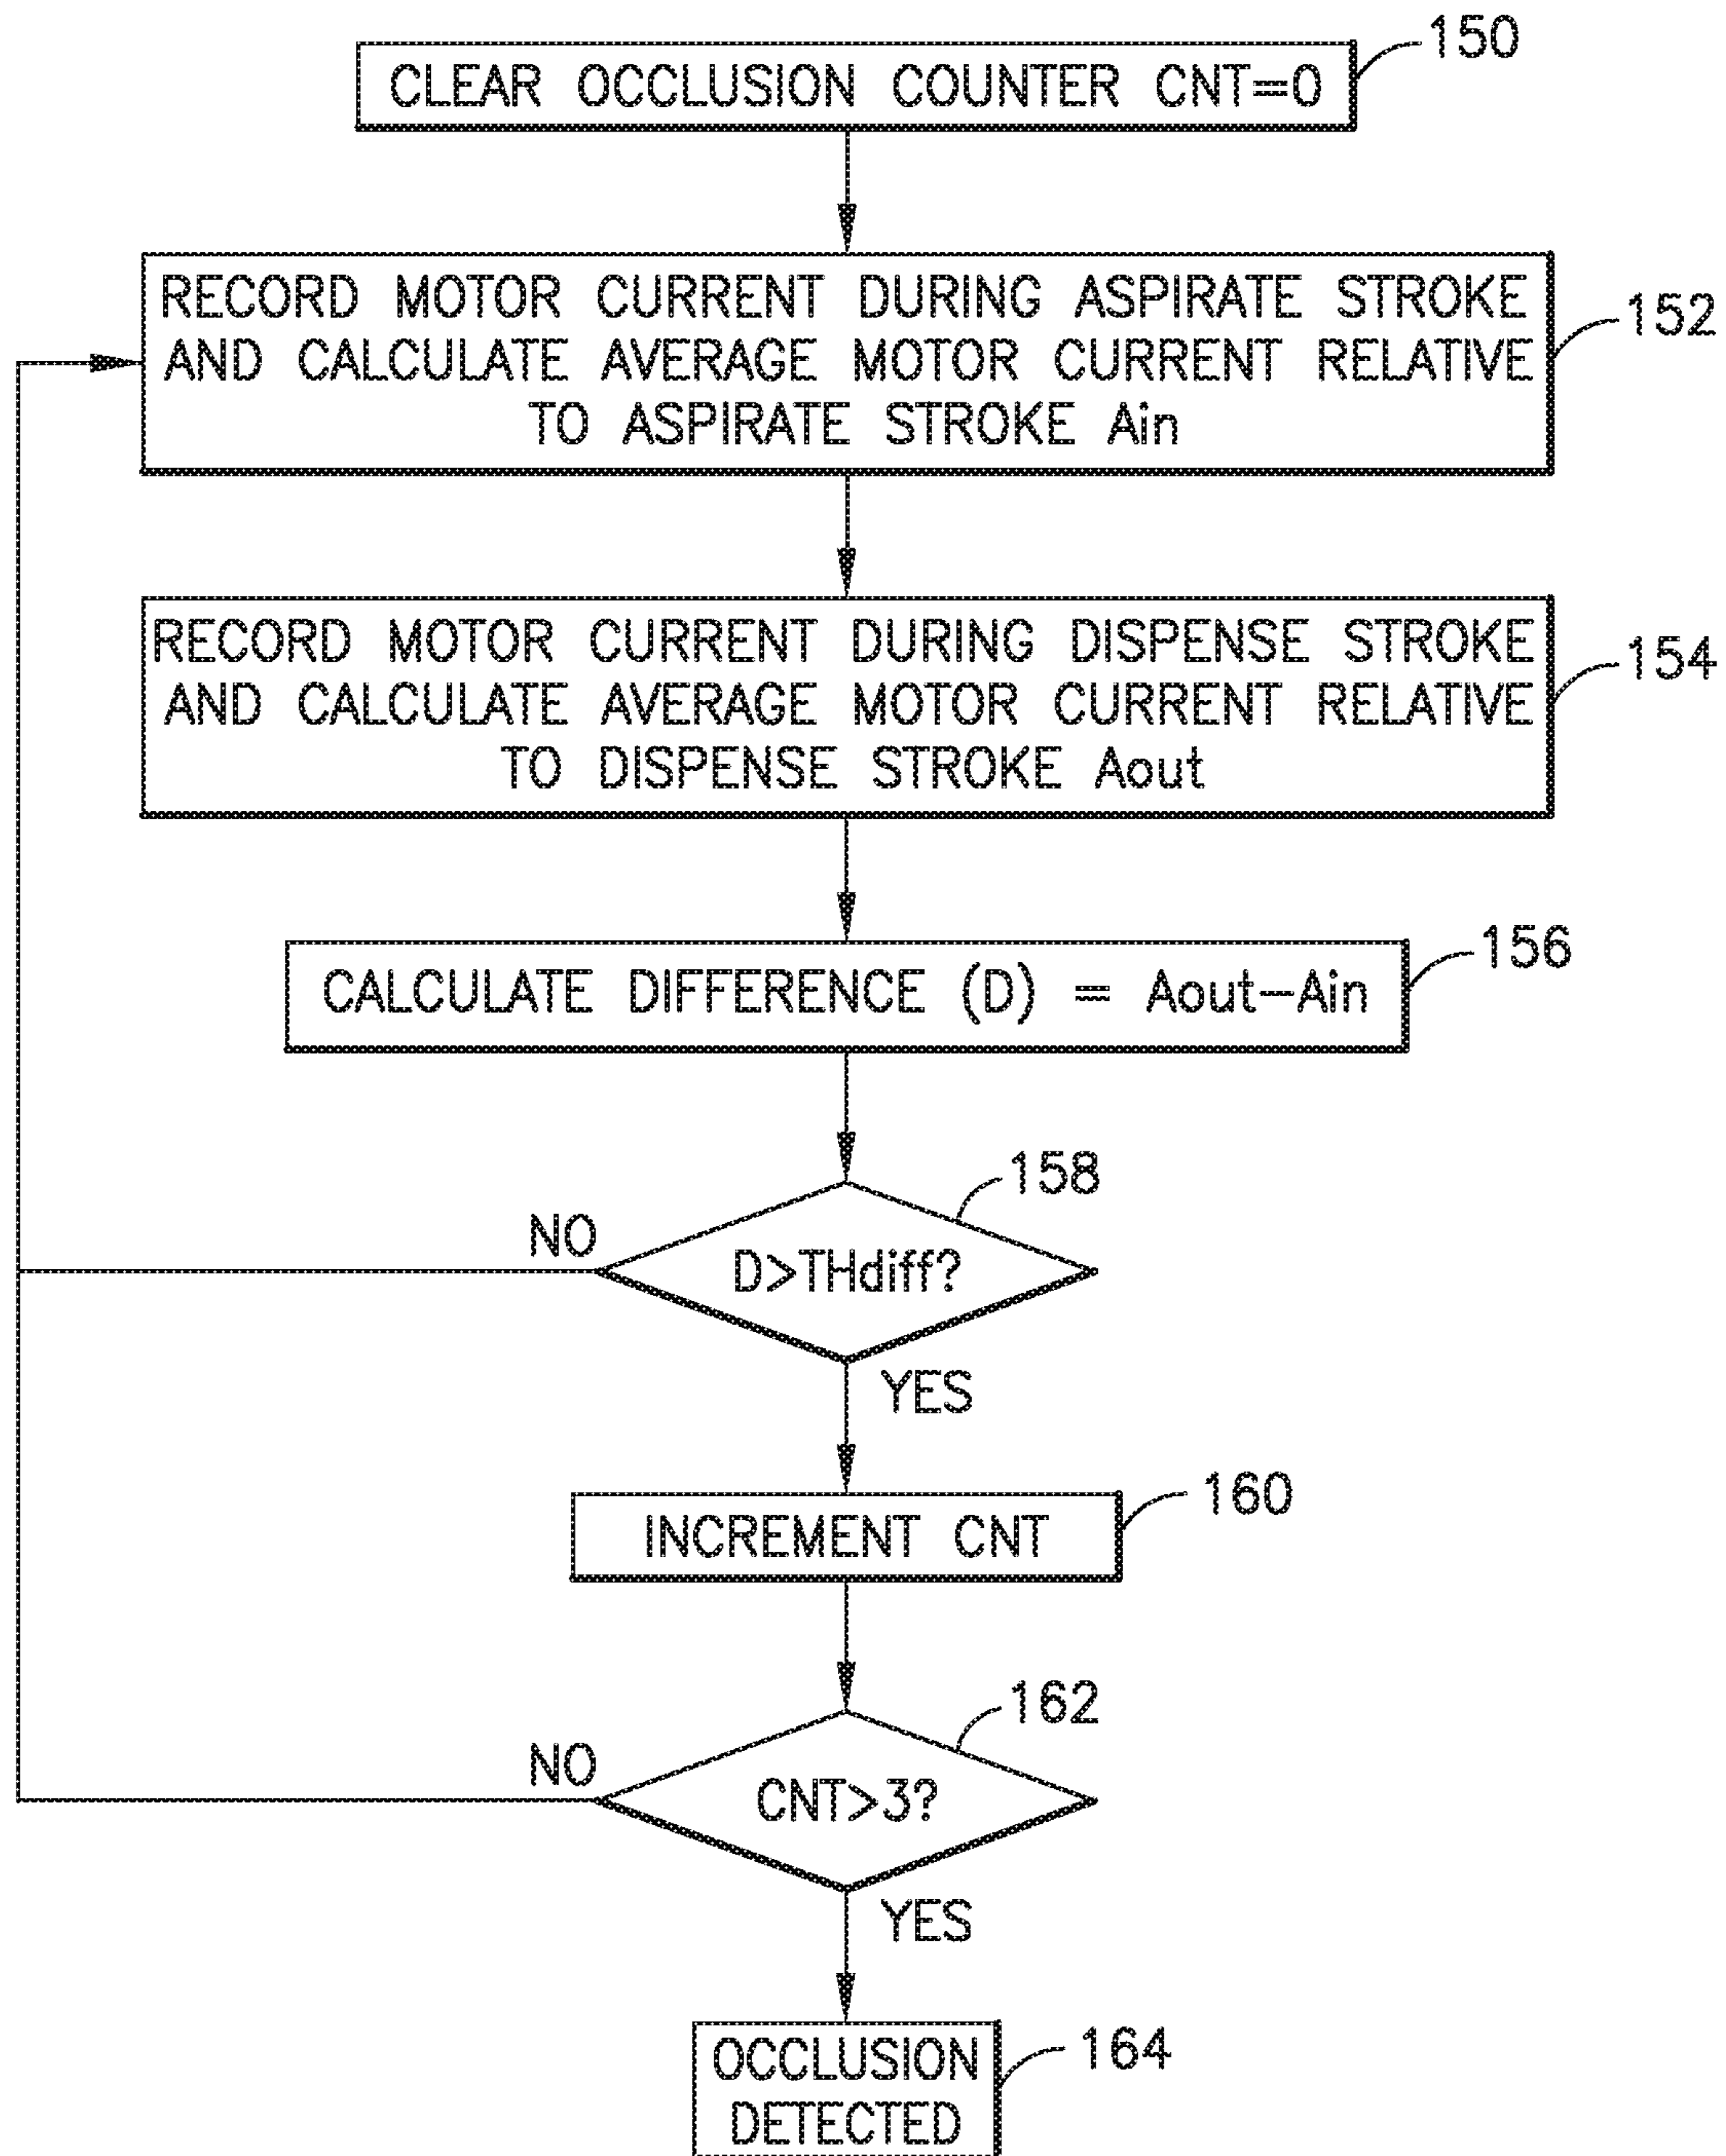 150
CLEAR OCCLUSION COUNTER CNT=0
RECORD MOTOR CURRENT DURING ASPIRATE STROKE
AND CALCULATE AVERAGE MOTOR CURRENT RELATIVE
TO ASPIRATE STROKE Ain
152
RECORD MOTOR CURRENT DURING DISPENSE STROKE
AND CALCULATE AVERAGE MOTOR CURRENT RELATIVE
TO DISPENSE STROKE Aout
154
156
CALCULATE DIFFERENCE (D) = Aout–Ain
158
NO
D>THdiff?
YES
160
INCREMENT CNT
162
NO
CNT>3?
YES
OCCLUSION
DETECTED
164